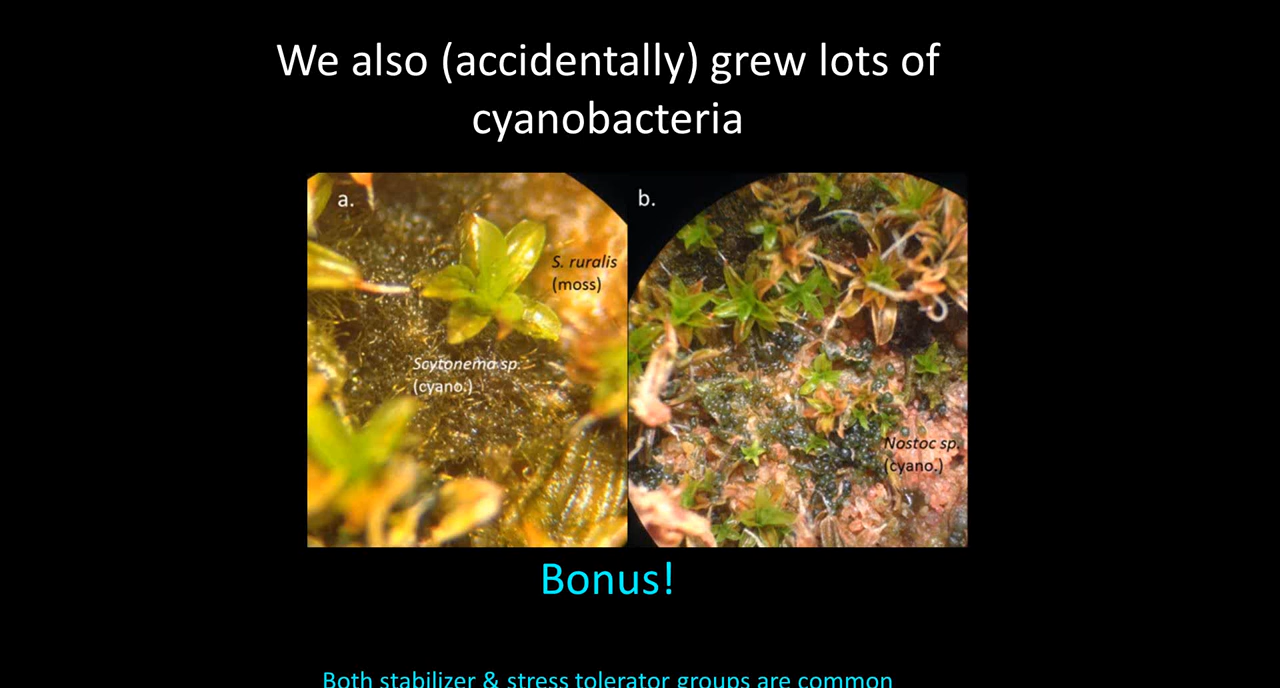 We also (accidentally) grew lots of
cyanobacteria
a.
b.
S. ruralis
(moss)
Scytonema sp.
(cyano.)
Nostoc sp.
(cyano.)
Bonus!
Both stabilizer & stress tolerator groups are common